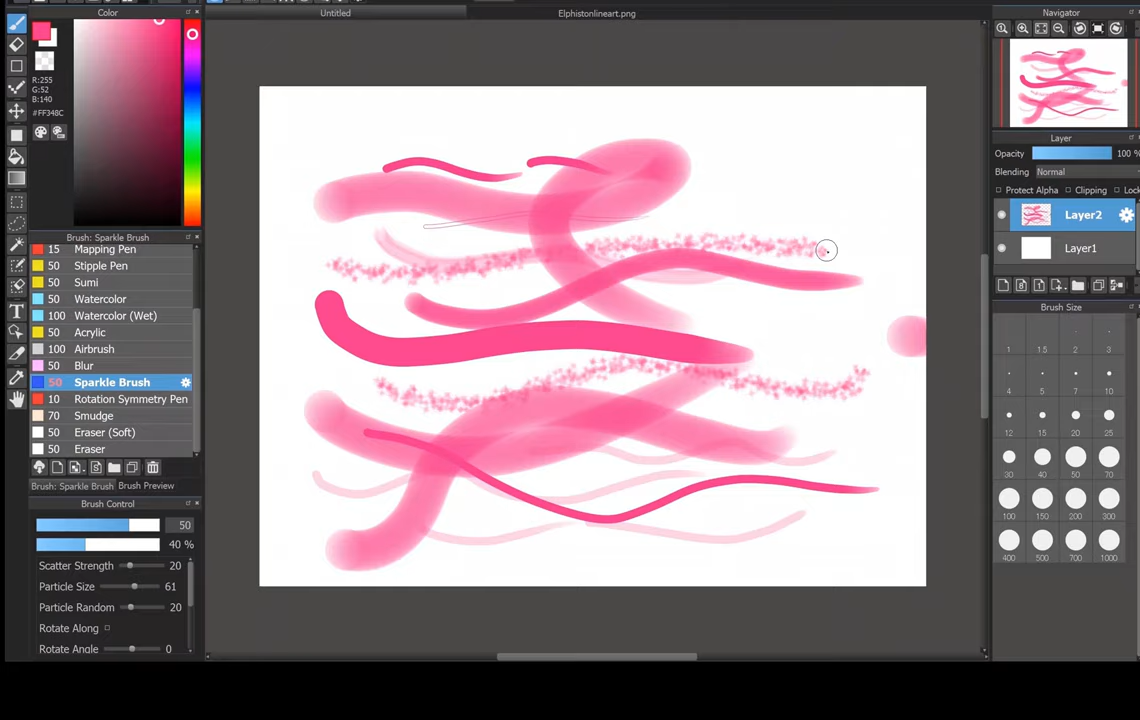 Color
Untitled
Elphistonlineart.png
Navigator
R:255
G:52
B:140
#FF348C
Layer
Opacity 100 %
Blending Normal
Protect Alpha Clipping
Layer2
Layer1
Brush: Sparkle Brush
15 Mapping Pen
50 Stipple Pen
50 Sumi
50 Watercolor
100 Watercolor (Wet)
50 Acrylic
100 Airbrush
50 Blur
50 Sparkle Brush
10 Rotation Symmetry Pen
70 Smudge
50 Eraser (Soft)
50 Eraser
Brush: Sparkle Brush Brush Preview
Brush Control
50
40 %
Scatter Strength 20
Particle Size 61
Particle Random 20
Rotate Along
Rotate Angle 0
Brush Size
1 1.5 2 3
4 5 7 10
12 15 20 25
30 40 50 70
100 150 200 300
400 500 700 1000